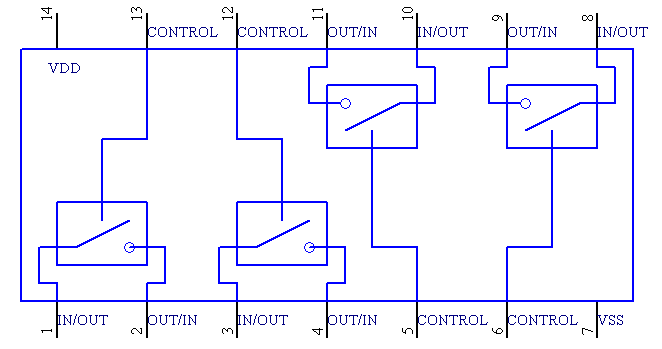 14
13
12
11
10
9
8
CONTROL
CONTROL
OUT/IN
IN/OUT
OUT/IN
IN/OUT
VDD
IN/OUT
OUT/IN
IN/OUT
OUT/IN
CONTROL
CONTROL
VSS
1
2
3
4
5
6
7